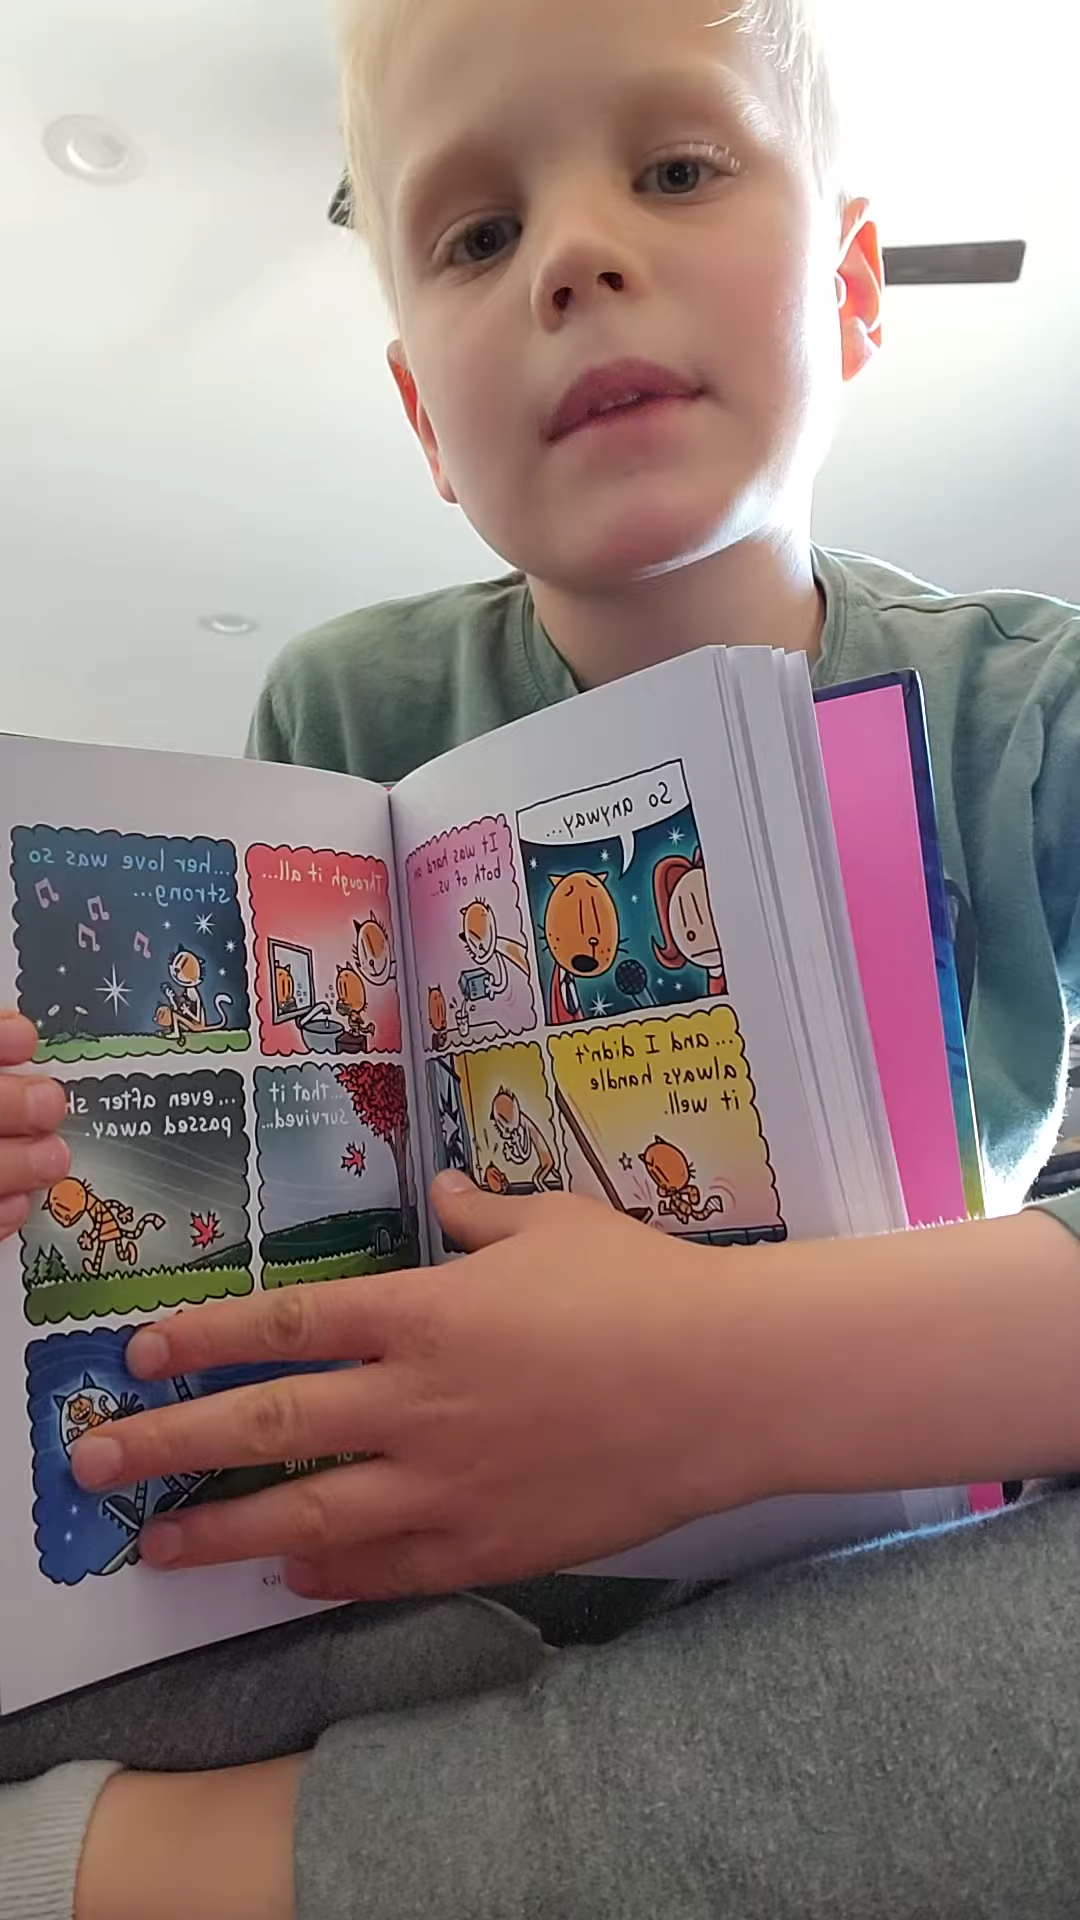 So anyway...
It was hard on
both of us...
...and I didn't
always handle
it well.
Through it all...
...her love was so
strong...
...that it
survived...
...even after
passed away.